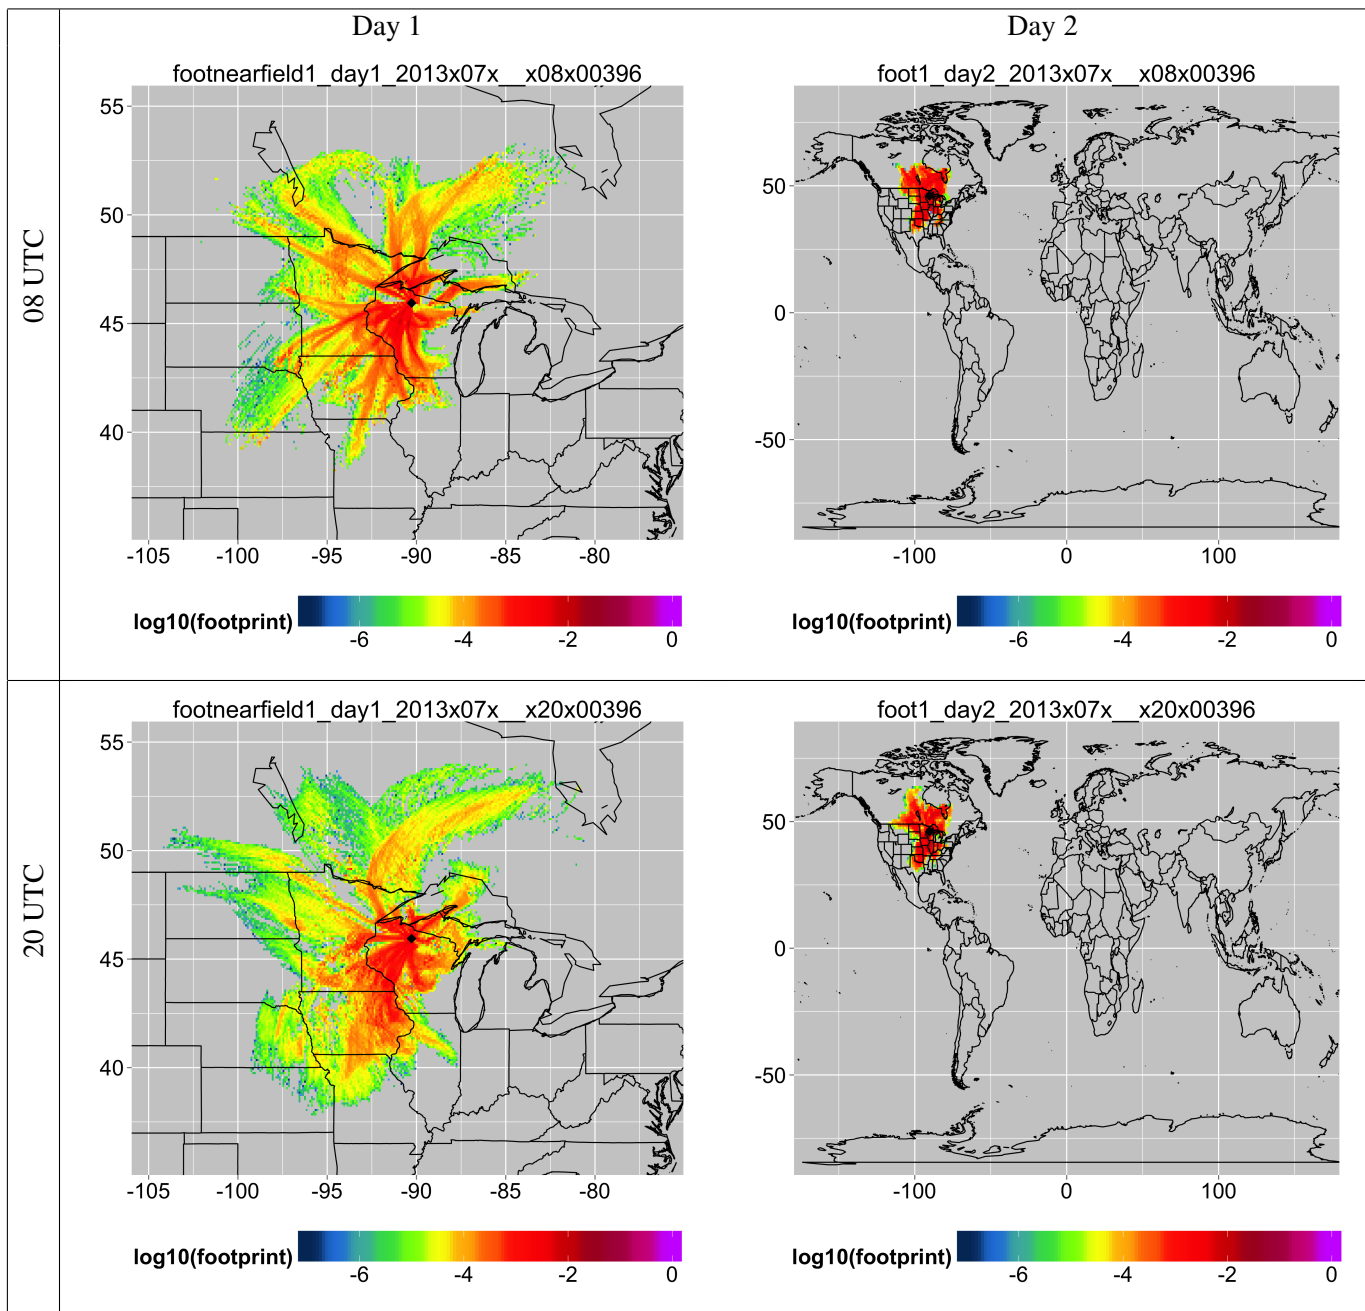 Day 1
Day 2
08 UTC
footnearfield1_day1_2013x07x__x08x00396
55
50
45
40
-105 -100 -95 -90 -85 -80
log10(footprint)
-6 -4 -2 0
foot1_day2_2013x07x__x08x00396
50
0
-50
-100 0 100
log10(footprint)
-6 -4 -2 0
20 UTC
footnearfield1_day1_2013x07x__x20x00396
55
50
45
40
-105 -100 -95 -90 -85 -80
log10(footprint)
-6 -4 -2 0
foot1_day2_2013x07x__x20x00396
50
0
-50
-100 0 100
log10(footprint)
-6 -4 -2 0